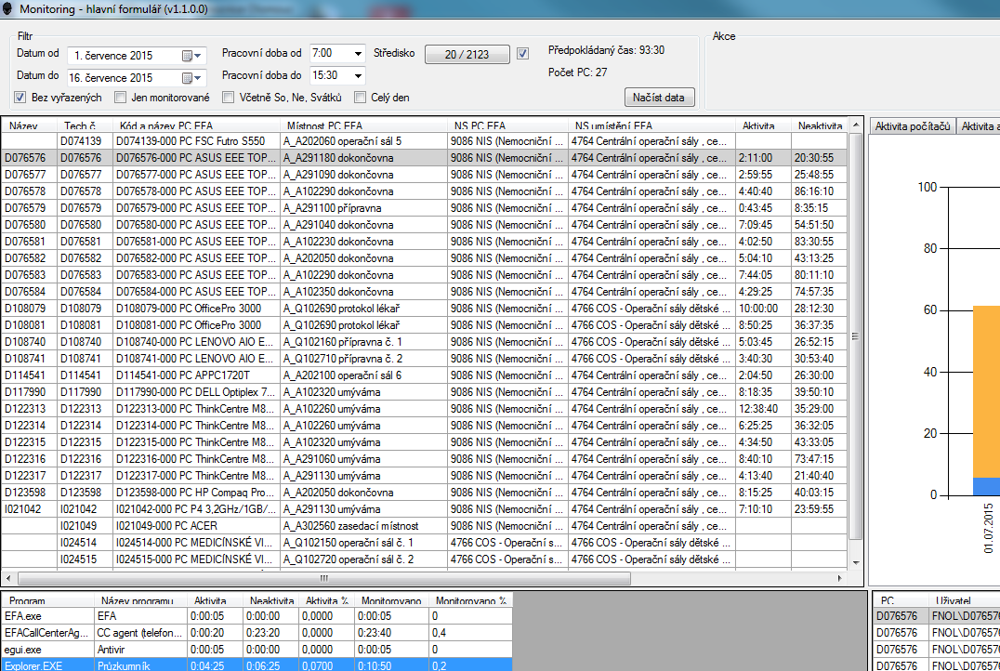 Monitoring - hlavní formulář (v1.1.0.0)
Filtr
Datum od 1. července 2015 Pracovní doba od 7:00 Středisko 20 / 2123 Předpokládaný čas: 93:30
Datum do 16. července 2015 Pracovní doba do 15:30 Počet PC: 27
Bez vyřazených Jen monitorované Včetně So, Ne, Svátků Celý den Načíst data
Akce
Název Tech č. Kód a název PC EFA Místnost PC EFA NS PC EFA NS umístění EFA Aktivita Neaktivita
D074139 D074139-000 PC FSC Futro S550 A_A202060 operační sál 5 9086 NIS (Nemocniční ... 4764 Centrální operační sály , ce...
D076576 D076576 D076576-000 PC ASUS EEE TOP... A_A291180 dokončovna 9086 NIS (Nemocniční ... 4764 Centrální operační sály , ce... 2:11:00 20:30:55
D076577 D076577 D076577-000 PC ASUS EEE TOP... A_A291090 dokončovna 9086 NIS (Nemocniční ... 4764 Centrální operační sály , ce... 2:59:55 25:48:55
D076578 D076578 D076578-000 PC ASUS EEE TOP... A_A102290 dokončovna 9086 NIS (Nemocniční ... 4764 Centrální operační sály , ce... 4:40:40 86:16:10
D076579 D076579 D076579-000 PC ASUS EEE TOP... A_A291100 přípravna 9086 NIS (Nemocniční ... 4764 Centrální operační sály , ce... 0:43:45 8:35:15
D076580 D076580 D076580-000 PC ASUS EEE TOP... A_A291040 dokončovna 9086 NIS (Nemocniční ... 4764 Centrální operační sály , ce... 7:09:45 54:51:50
D076581 D076581 D076581-000 PC ASUS EEE TOP... A_A102230 dokončovna 9086 NIS (Nemocniční ... 4764 Centrální operační sály , ce... 4:02:50 83:30:55
D076582 D076582 D076582-000 PC ASUS EEE TOP... A_A202050 dokončovna 9086 NIS (Nemocniční ... 4764 Centrální operační sály , ce... 5:04:10 43:13:25
D076583 D076583 D076583-000 PC ASUS EEE TOP... A_A102290 dokončovna 9086 NIS (Nemocniční ... 4764 Centrální operační sály , ce... 7:44:05 80:11:10
D076584 D076584 D076584-000 PC ASUS EEE TOP... A_A102350 dokončovna 9086 NIS (Nemocniční ... 4764 Centrální operační sály , ce... 4:29:25 74:57:35
D108079 D108079 D108079-000 PC OfficePro 3000 A_Q102690 protokol lékař 9086 NIS (Nemocniční ... 4766 COS - Operační sály dětské ... 10:00:00 28:12:30
D108081 D108081 D108081-000 PC OfficePro 3000 A_Q102690 protokol lékař 9086 NIS (Nemocniční ... 4766 COS - Operační sály dětské ... 8:50:25 36:37:35
D108740 D108740 D108740-000 PC LENOVO AIO E... A_Q102160 přípravna č. 1 9086 NIS (Nemocniční ... 4766 COS - Operační sály dětské ... 5:03:45 26:52:15
D108741 D108741 D108741-000 PC LENOVO AIO E... A_Q102710 přípravna č. 2 9086 NIS (Nemocniční ... 4766 COS - Operační sály dětské ... 3:40:30 30:53:40
D114541 D114541 D114541-000 PC APPC1720T A_A202100 operační sál 6 9086 NIS (Nemocniční ... 4764 Centrální operační sály , ce... 2:04:50 26:30:00
D117990 D117990 D117990-000 PC DELL Optiplex 7... A_A102320 umývárna 9086 NIS (Nemocniční ... 4764 Centrální operační sály , ce... 8:18:35 39:50:10
D122313 D122313 D122313-000 PC ThinkCentre M8... A_A102260 umývárna 9086 NIS (Nemocniční ... 4764 Centrální operační sály , ce... 12:38:40 35:29:00
D122314 D122314 D122314-000 PC ThinkCentre M8... A_A102260 umývárna 9086 NIS (Nemocniční ... 4764 Centrální operační sály , ce... 6:25:25 36:32:05
D122315 D122315 D122315-000 PC ThinkCentre M8... A_A102320 umývárna 9086 NIS (Nemocniční ... 4764 Centrální operační sály , ce... 4:34:50 43:33:05
D122316 D122316 D122316-000 PC ThinkCentre M8... A_A291060 umývárna 9086 NIS (Nemocniční ... 4764 Centrální operační sály , ce... 8:40:10 73:47:15
D122317 D122317 D122317-000 PC ThinkCentre M8... A_A291130 umývárna 9086 NIS (Nemocniční ... 4764 Centrální operační sály , ce... 4:13:40 21:40:40
D123598 D123598 D123598-000 PC HP Compaq Pro... A_A202050 dokončovna 9086 NIS (Nemocniční ... 4764 Centrální operační sály , ce... 8:15:25 40:03:15
I021042 I021042 I021042-000 PC P4 3,2GHz/1GB/... A_A291130 umývárna 9086 NIS (Nemocniční ... 4764 Centrální operační sály , ce... 7:10:10 23:59:55
I021049 I021049-000 PC ACER A_A302560 zasedací místnost 9086 NIS (Nemocniční ... 4764 Centrální operační sály , ce...
I024514 I024514-000 PC MEDICÍNSKÉ VI... A_Q102150 operační sál č. 1 4766 COS - Operační s... 4766 COS - Operační sály dětské ...
I024515 I024515-000 PC MEDICÍNSKÉ VI... A_Q102720 operační sál č. 2 4766 COS - Operační s... 4766 COS - Operační sály dětské ...
Aktivita počítačů Aktivita a
100
80
60
40
20
0
01.07.2015
Program Název programu Aktivita Neaktivita Aktivita % Monitorováno Monitorováno %
EFA.exe EFA 0:00:05 0:00:00 0,0000 0:00:05 0
EFACallCenterAg... CC agent (telefon... 0:00:20 0:23:20 0,0000 0:23:40 0,4
egui.exe Antivir 0:00:05 0:00:00 0,0000 0:00:05 0
Explorer.EXE Průzkumník 0:04:25 0:06:25 0,0700 0:10:50 0,2
PC Uživatel
D076576 FNOL\D07657
D076576 FNOL\D07657
D076576 FNOL\D07657
D076576 FNOL\D07657